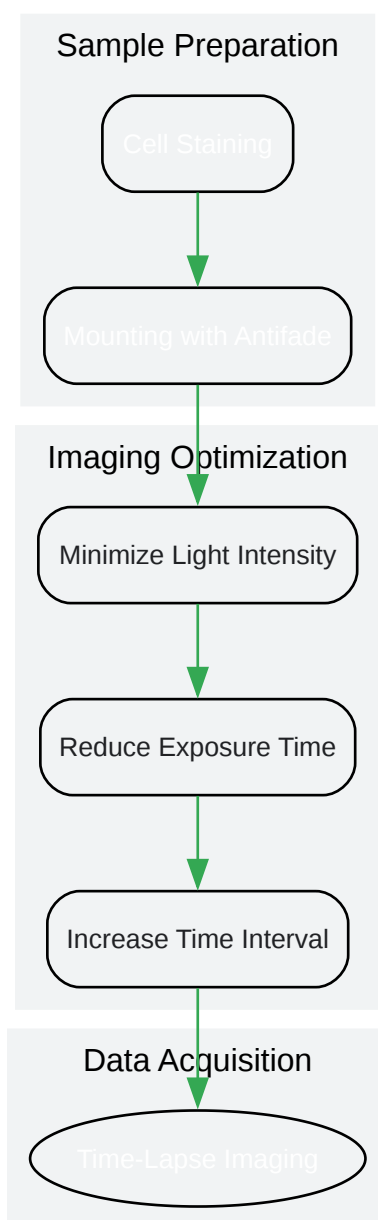 Sample Preparation
Cell Staining
Mounting with Antifade
Imaging Optimization
Minimize Light Intensity
Reduce Exposure Time
Increase Time Interval
Data Acquisition
Time-Lapse Imaging